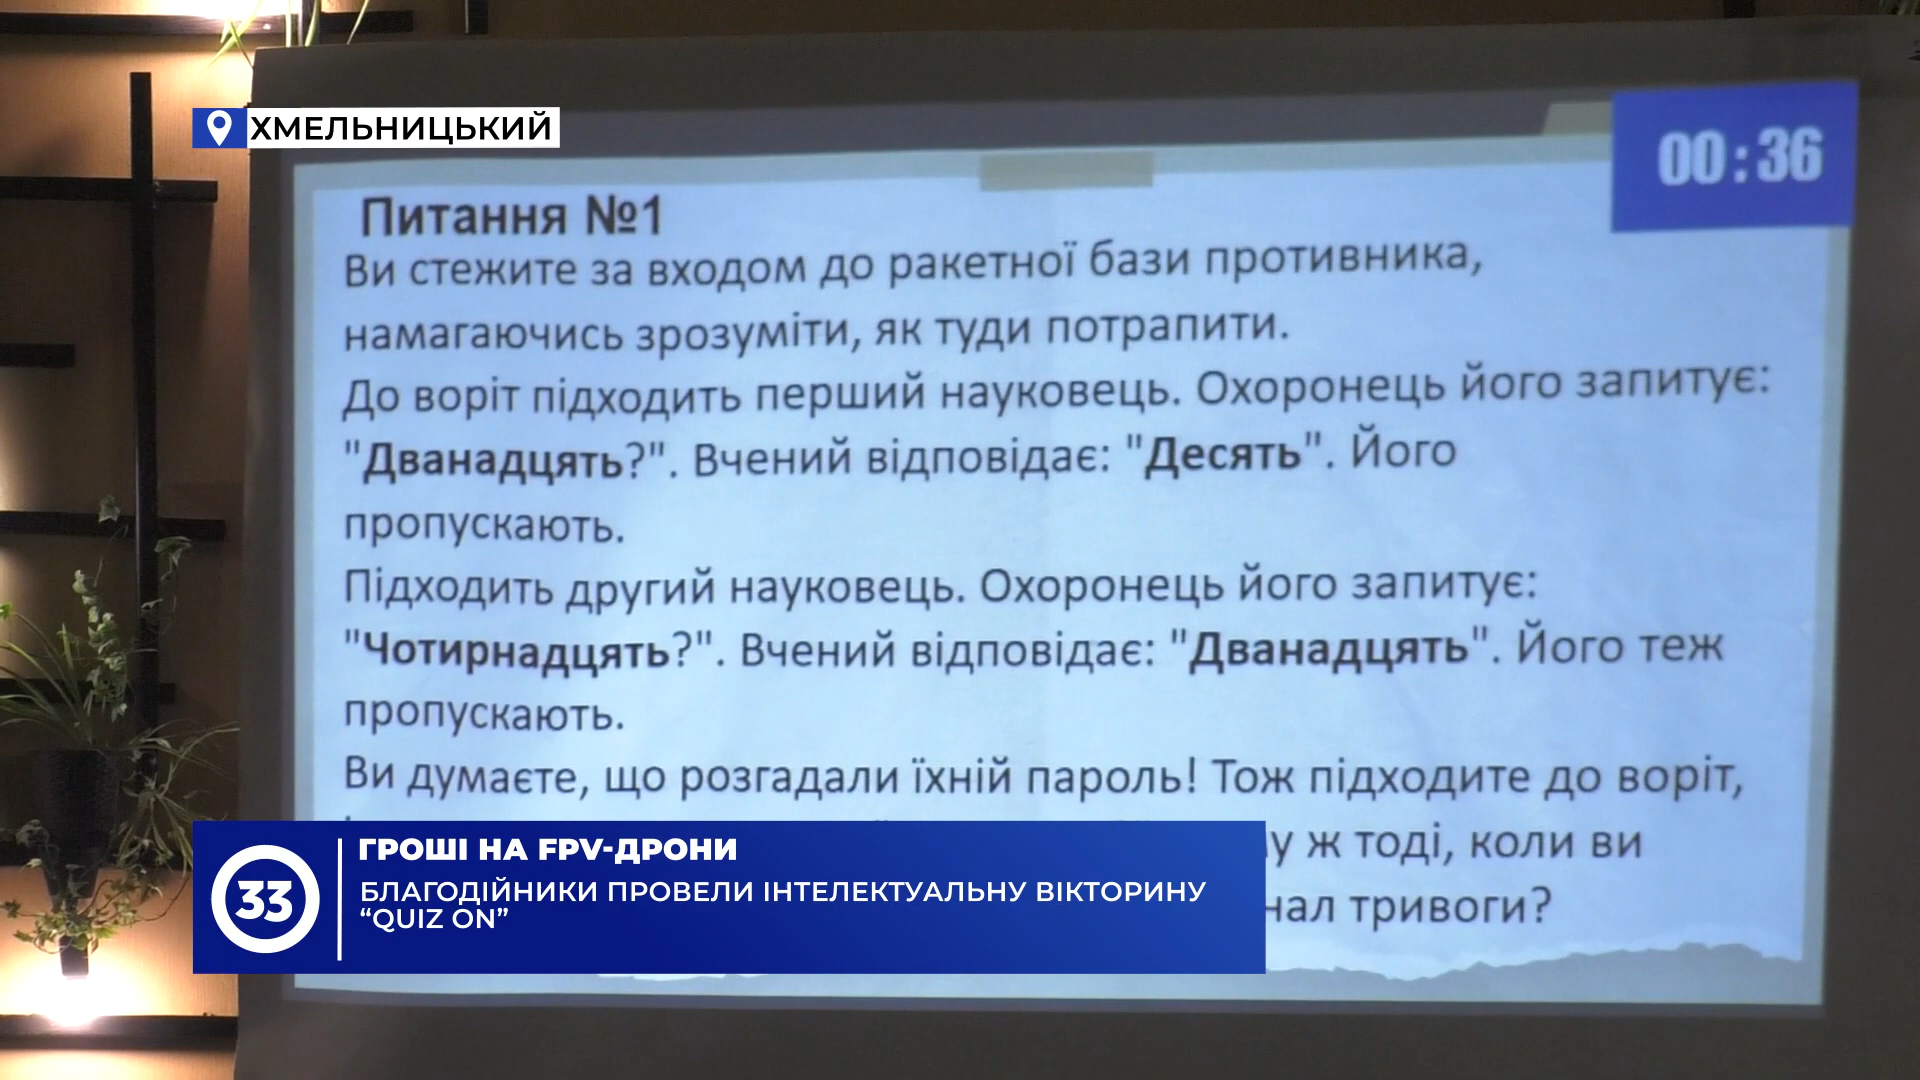 ХМЕЛЬНИЦЬКИЙ
00:36
Питання №1
Ви стежите за входом до ракетної бази противника,
намагаючись зрозуміти, як туди потрапити.
До воріт підходить перший науковець. Охоронець його запитує:
"Дванадцять?". Вчений відповідає: "Десять". Його
пропускають.
Підходить другий науковець. Охоронець його запитує:
"Чотирнадцять?". Вчений відповідає: "Дванадцять". Його теж
пропускають.
Ви думаєте, що розгадали їхній пароль! Тож підходите до воріт,
ж тоді, коли ви
тривоги?
33
ГРОШІ НА FPV-ДРОНИ
БЛАГОДІЙНИКИ ПРОВЕЛИ ІНТЕЛЕКТУАЛЬНУ ВІКТОРИНУ
“QUIZ ON”